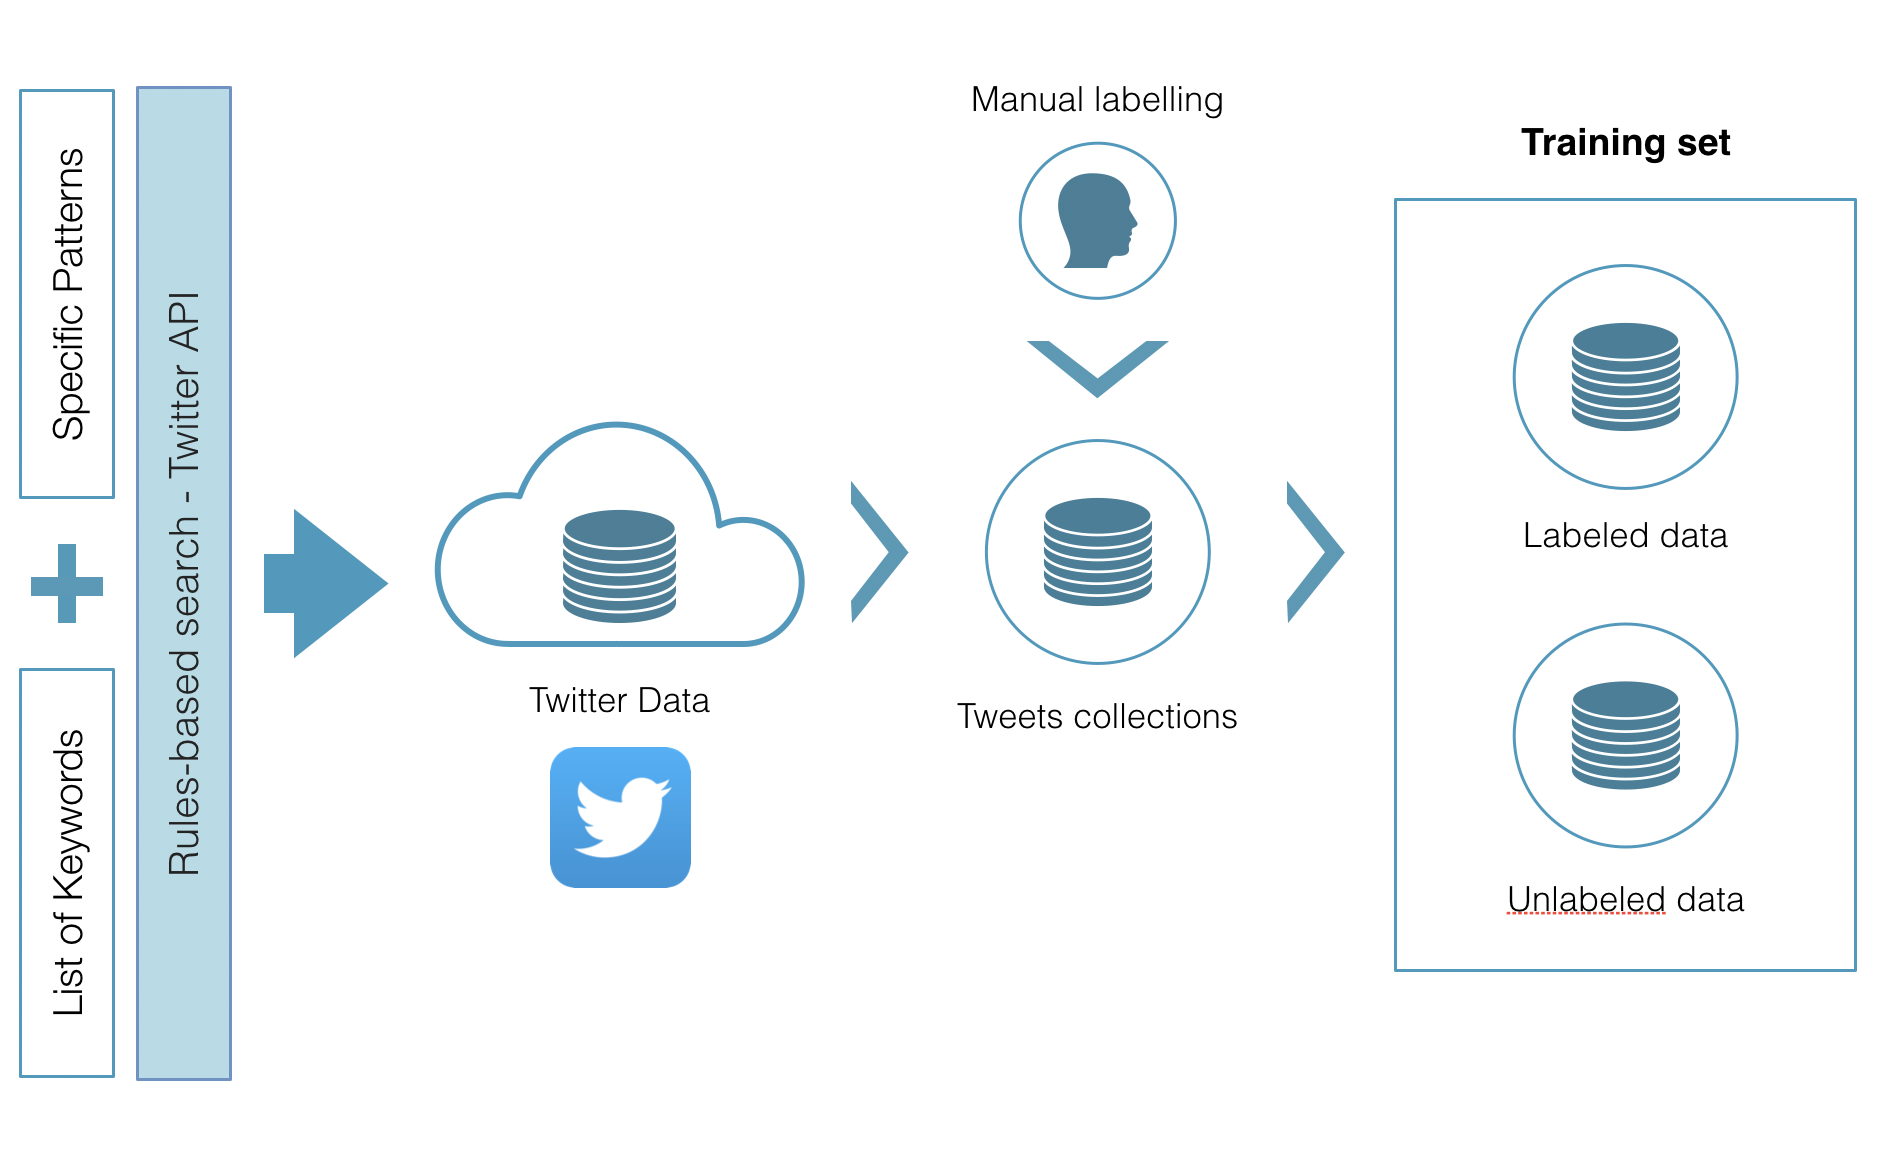 Specific Patterns
List of Keywords
Rules-based search - Twitter API
Twitter Data
Manual labelling
Tweets collections
Training set
Labeled data
Unlabeled data